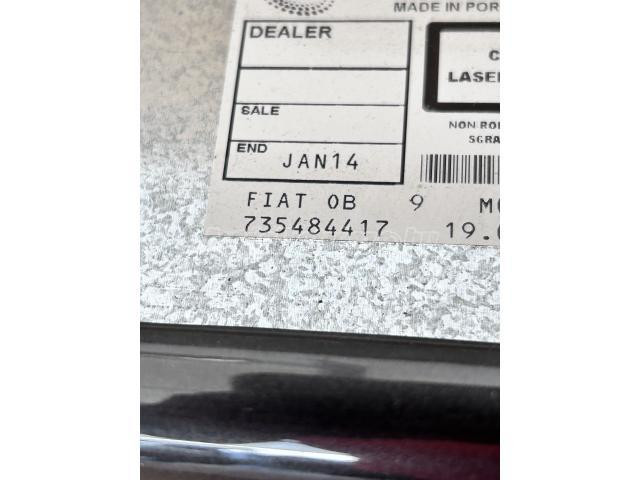 MADE IN POR
DEALER
C
LASE
SALE
NON-RO
SGRA
END
JAN14
FIAT 0B 9 M
735484417 19.